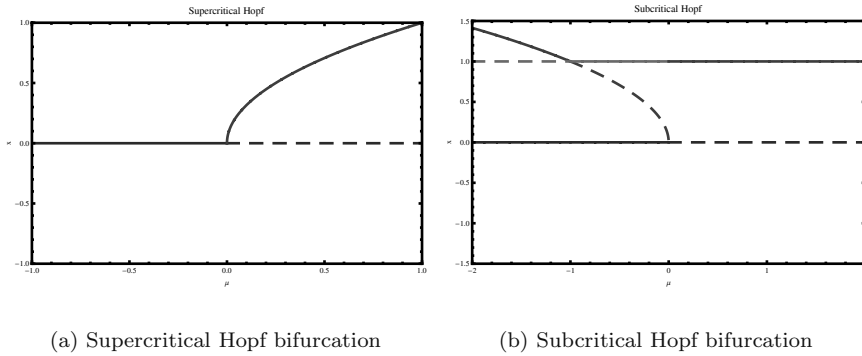 Supercritical Hopf
1.0
0.5
0.0
−0.5
−1.0
x
−1.0 −0.5 0.0 0.5 1.0
μ
Subcritical Hopf
1.5
1.0
0.5
0.0
−0.5
−1.0
−1.5
x
−2 −1 0 1
μ
(a) Supercritical Hopf bifurcation
(b) Subcritical Hopf bifurcation